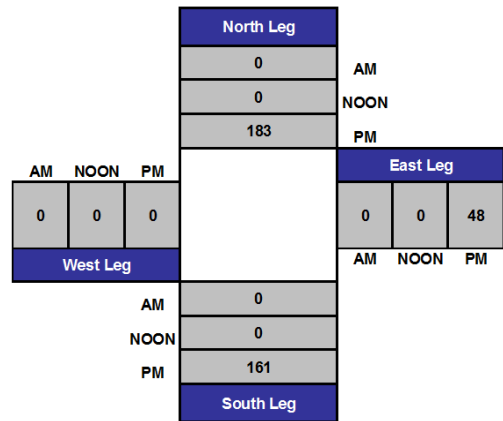 North Leg
0
AM
0
NOON
183
PM
AM NOON PM
East Leg
0 0 0
0 0 48
West Leg
AM NOON PM
0
AM
0
NOON
161
PM
South Leg